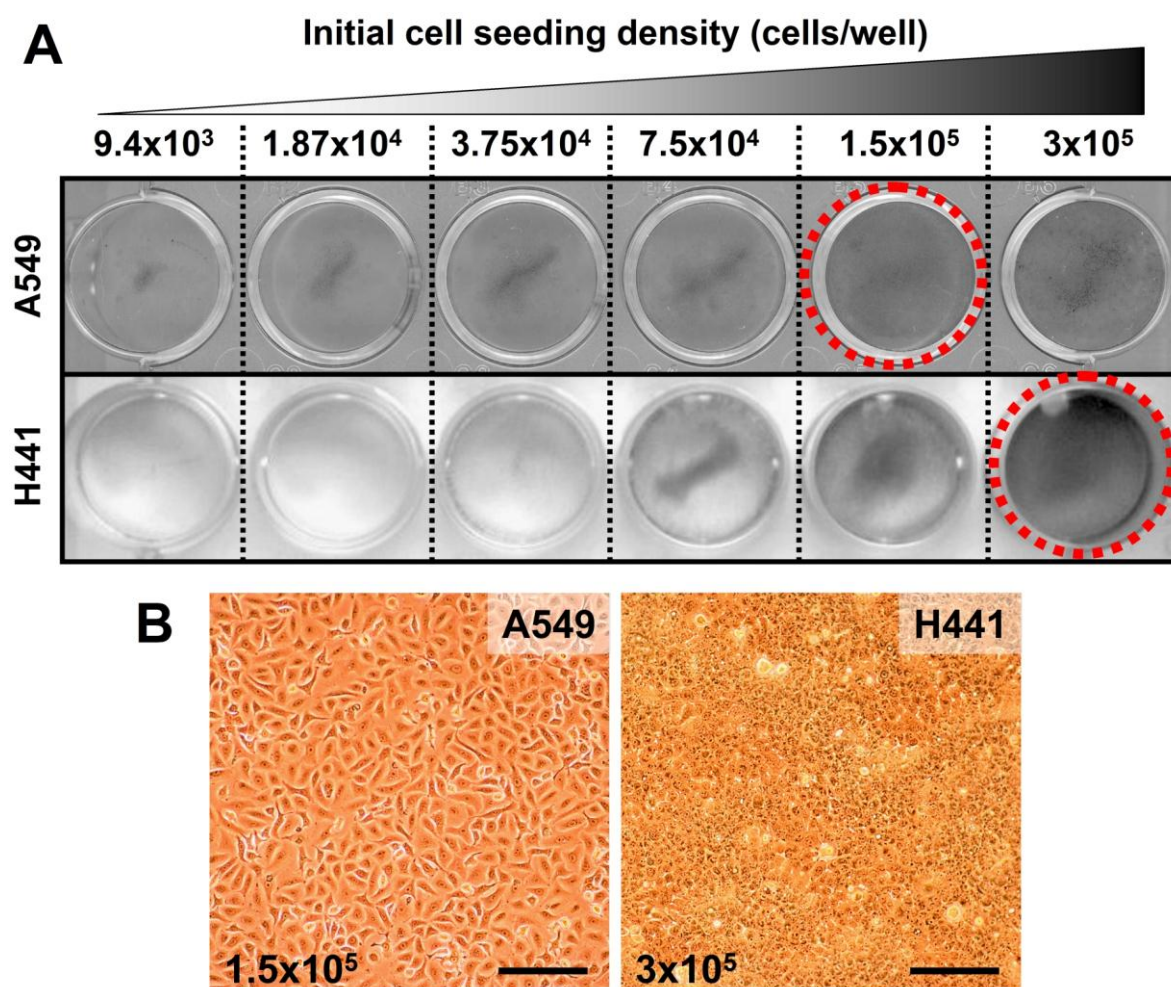 A
Initial cell seeding density (cells/well)
9.4x10³ 1.87x10⁴ 3.75x10⁴ 7.5x10⁴ 1.5x10⁵ 3x10⁵
A549
H441
B
A549
H441
1.5x10⁵
3x10⁵